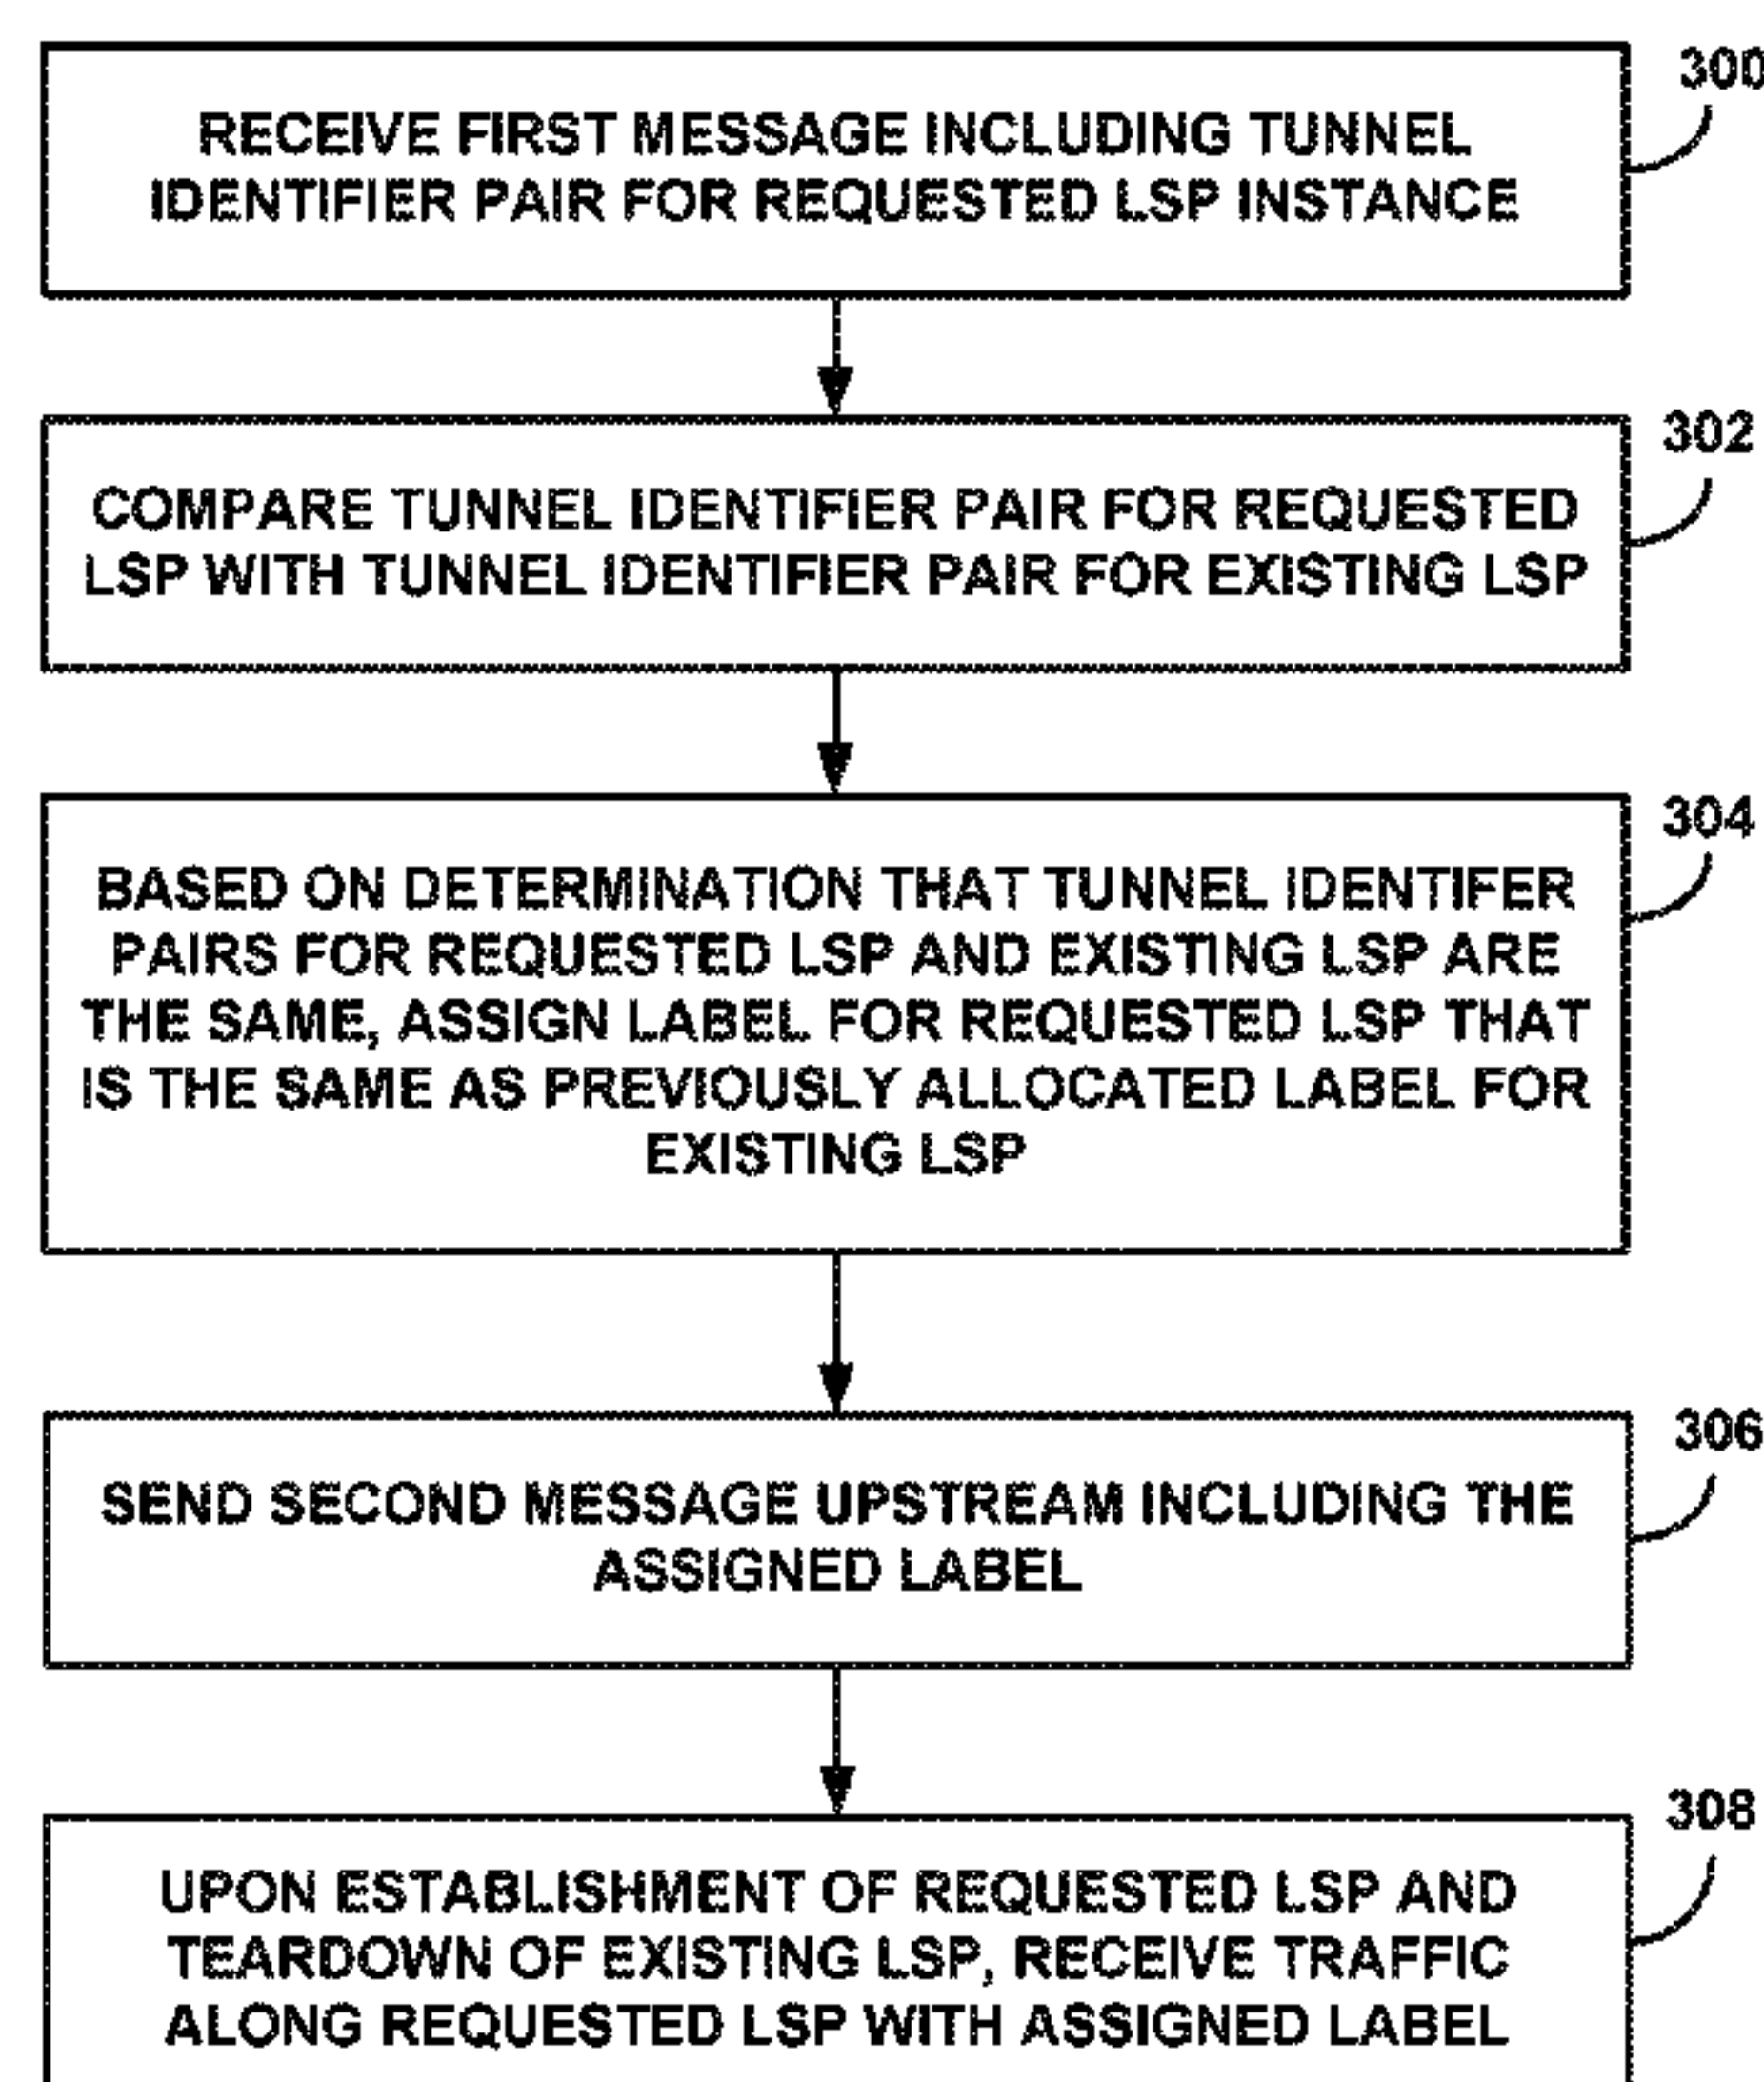 300
RECEIVE FIRST MESSAGE INCLUDING TUNNEL
IDENTIFIER PAIR FOR REQUESTED LSP INSTANCE
302
COMPARE TUNNEL IDENTIFIER PAIR FOR REQUESTED
LSP WITH TUNNEL IDENTIFIER PAIR FOR EXISTING LSP
304
BASED ON DETERMINATION THAT TUNNEL IDENTIFER
PAIRS FOR REQUESTED LSP AND EXISTING LSP ARE
THE SAME, ASSIGN LABEL FOR REQUESTED LSP THAT
IS THE SAME AS PREVIOUSLY ALLOCATED LABEL FOR
EXISTING LSP
306
SEND SECOND MESSAGE UPSTREAM INCLUDING THE
ASSIGNED LABEL
308
UPON ESTABLISHMENT OF REQUESTED LSP AND
TEARDOWN OF EXISTING LSP, RECEIVE TRAFFIC
ALONG REQUESTED LSP WITH ASSIGNED LABEL